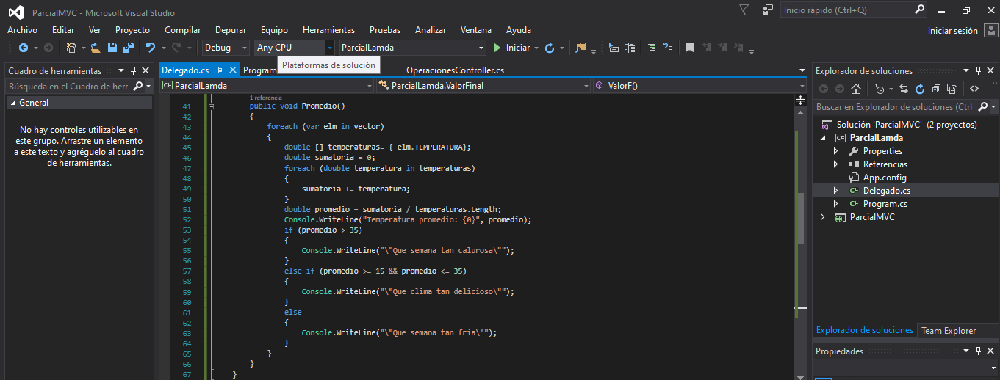 ParcialMVC - Microsoft Visual Studio
Inicio rápido (Ctrl+Q)
Archivo Editar Ver Proyecto Compilar Depurar Equipo Herramientas Pruebas Analizar Ventana Ayuda
Iniciar sesión
Debug Any CPU ParcialLamda Iniciar
Plataformas de solución
Cuadro de herramientas
Búsqueda en el Cuadro de herr
General
No hay controles utilizables en
este grupo. Arrastre un elemento
a este texto y agréguelo al cuadro
de herramientas.
Delegado.cs Program OperacionesController.cs
C# ParcialLamda ParcialLamda.ValorFinal ValorF()
1 referencia
41 public void Promedio()
42 {
43 foreach (var elm in vector)
44 {
45 double [] temperaturas= { elm.TEMPERATURA};
46 double sumatoria = 0;
47 foreach (double temperatura in temperaturas)
48 {
49 sumatoria += temperatura;
50 }
51 double promedio = sumatoria / temperaturas.Length;
52 Console.WriteLine("Temperatura promedio: {0}", promedio);
53 if (promedio > 35)
54 {
55 Console.WriteLine("\"Que semana tan calurosa\"");
56 }
57 else if (promedio >= 15 && promedio <= 35)
58 {
59 Console.WriteLine("\"Que clima tan delicioso\"");
60 }
61 else
62 {
63 Console.WriteLine("\"Que semana tan fría\"");
64 }
65 }
66 }
67 }
Explorador de soluciones
Buscar en Explorador de soluciones (Ctrl
Solución 'ParcialMVC' (2 proyectos)
C# ParcialLamda
Properties
Referencias
App.config
C# Delegado.cs
C# Program.cs
ParcialMVC
Explorador de soluciones Team Explorer
Propiedades